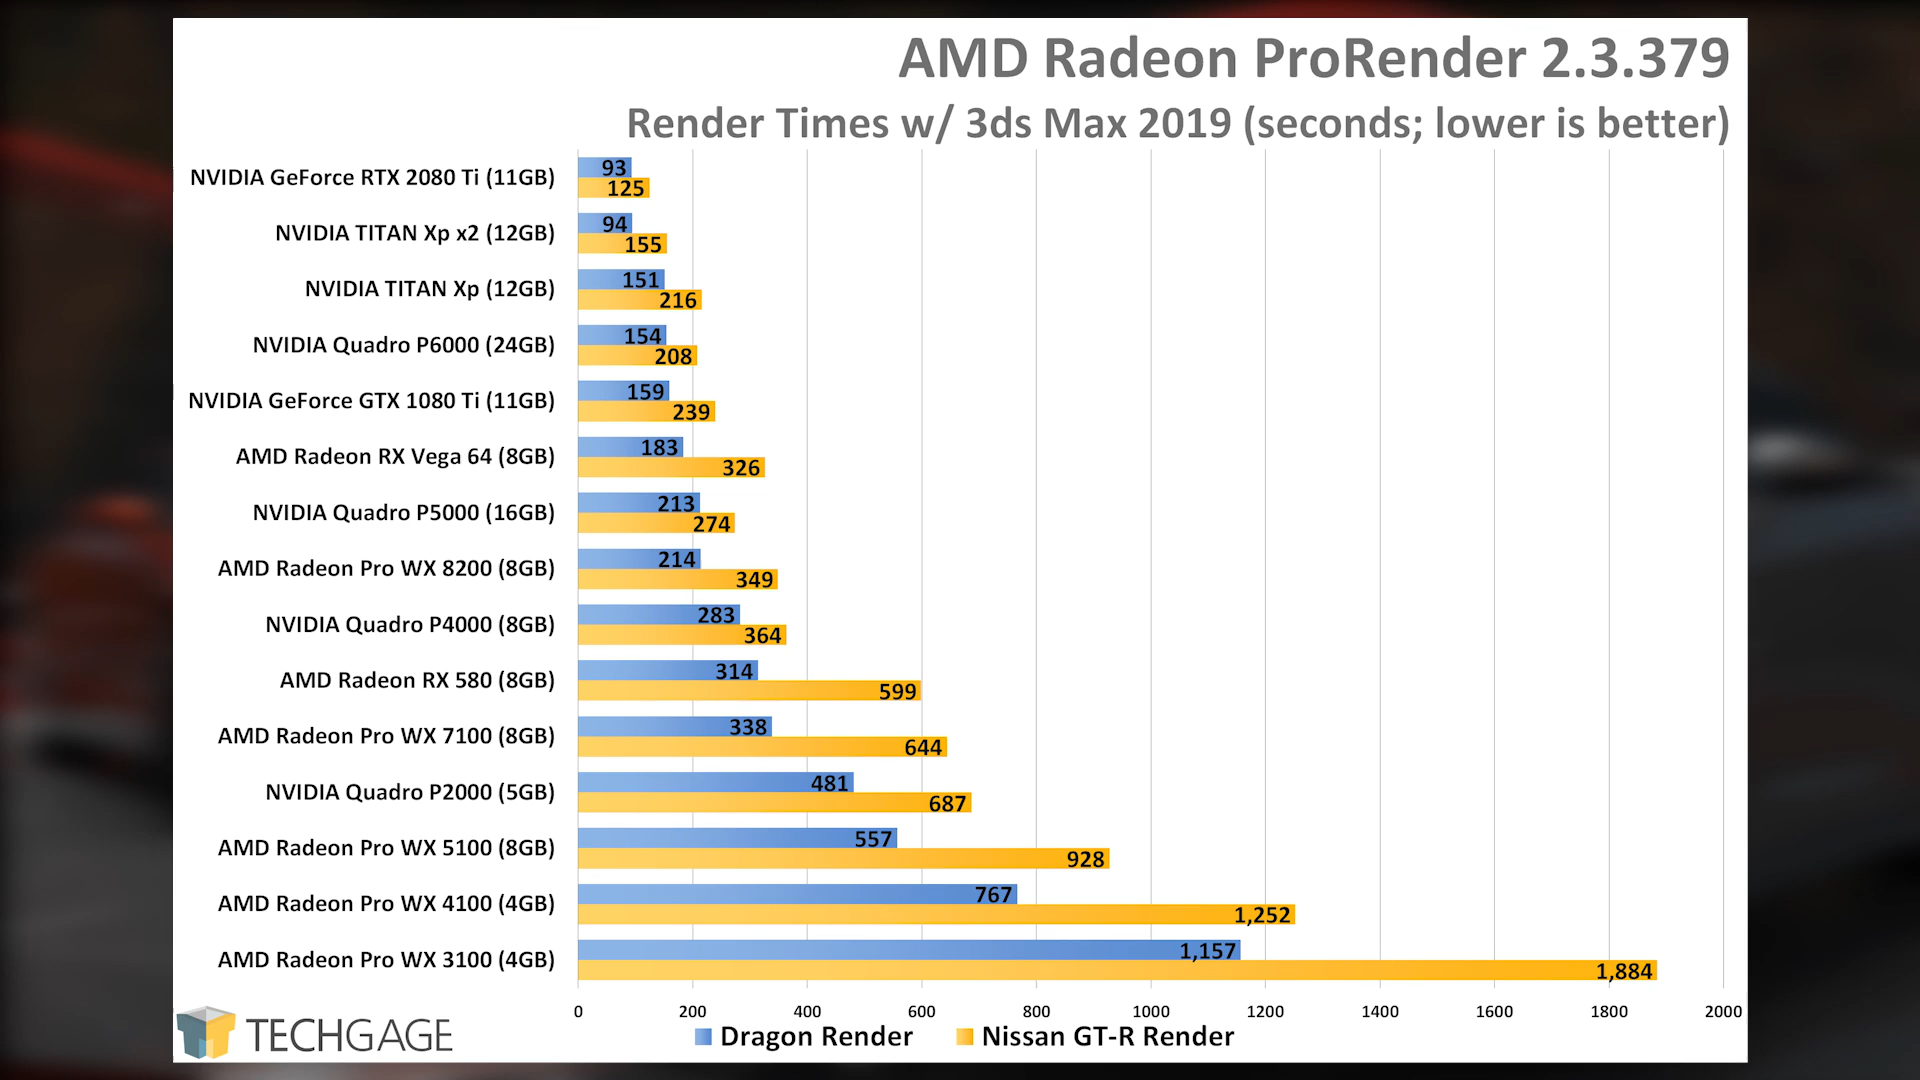 AMD Radeon ProRender 2.3.379
Render Times w/ 3ds Max 2019 (seconds; lower is better)
NVIDIA GeForce RTX 2080 Ti (11GB)
93
125
NVIDIA TITAN Xp x2 (12GB)
94
155
NVIDIA TITAN Xp (12GB)
151
216
NVIDIA Quadro P6000 (24GB)
154
208
NVIDIA GeForce GTX 1080 Ti (11GB)
159
239
AMD Radeon RX Vega 64 (8GB)
183
326
NVIDIA Quadro P5000 (16GB)
213
274
AMD Radeon Pro WX 8200 (8GB)
214
349
NVIDIA Quadro P4000 (8GB)
283
364
AMD Radeon RX 580 (8GB)
314
599
AMD Radeon Pro WX 7100 (8GB)
338
644
NVIDIA Quadro P2000 (5GB)
481
687
AMD Radeon Pro WX 5100 (8GB)
557
928
AMD Radeon Pro WX 4100 (4GB)
767
1,252
AMD Radeon Pro WX 3100 (4GB)
1,157
1,884
0 200 400 600 800 1000 1200 1400 1600 1800 2000
Dragon Render Nissan GT-R Render
TECHGAGE